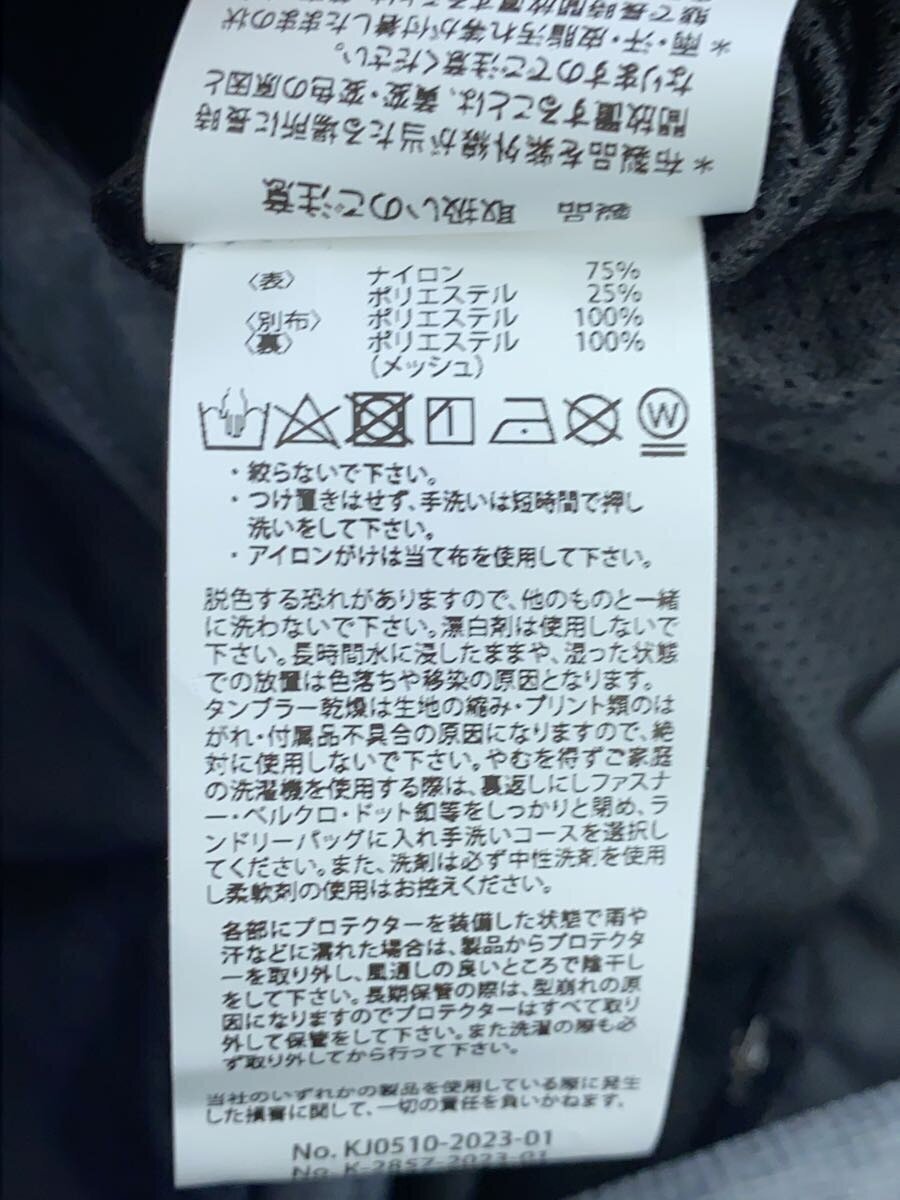 製品 取扱いのご注意
＊布製品を紫外線が当たる場所に長時
間放置することは、黄変・変色の原因と
なりますのでご注意ください。
＊雨・汗・皮脂汚れ等が付着したままの状
態で長時間放置することは
〈表〉 ナイロン 75%
ポリエステル 25%
〈別布〉 ポリエステル 100%
〈裏〉 ポリエステル 100%
(メッシュ)
W
・絞らないで下さい。
・つけ置きはせず、手洗いは短時間で押し
洗いをして下さい。
・アイロンがけは当て布を使用して下さい。
脱色する恐れがありますので、他のものと一緒
に洗わないで下さい。漂白剤は使用しないで
下さい。長時間水に浸したままや、湿った状態
での放置は色落ちや移染の原因となります。
タンブラー乾燥は生地の縮み・プリント類のは
がれ・付属品不具合の原因になりますので、絶
対に使用しないで下さい。やむを得ずご家庭
の洗濯機を使用する際は、裏返しにしファスナ
ー・ベルクロ・ドット釦等をしっかりと閉め、ラ
ンドリーバッグに入れ手洗いコースを選択し
てください。また、洗剤は必ず中性洗剤を使用
し柔軟剤の使用はお控えください。
各部にプロテクターを装備した状態で雨や
汗などに濡れた場合は、製品からプロテクタ
ーを取り外し、風通しの良いところで陰干し
をして下さい。長期保管の際は、型崩れの原
因になりますのでプロテクターはすべて取り
外して保管をして下さい。また洗濯の際も必
ず取り外してから行って下さい。
当社のいずれかの製品を使用している際に発生
した損害に関して、一切の責任を負いかねます。
No. KJ0510-2023-01
No. K-2857-2023-01